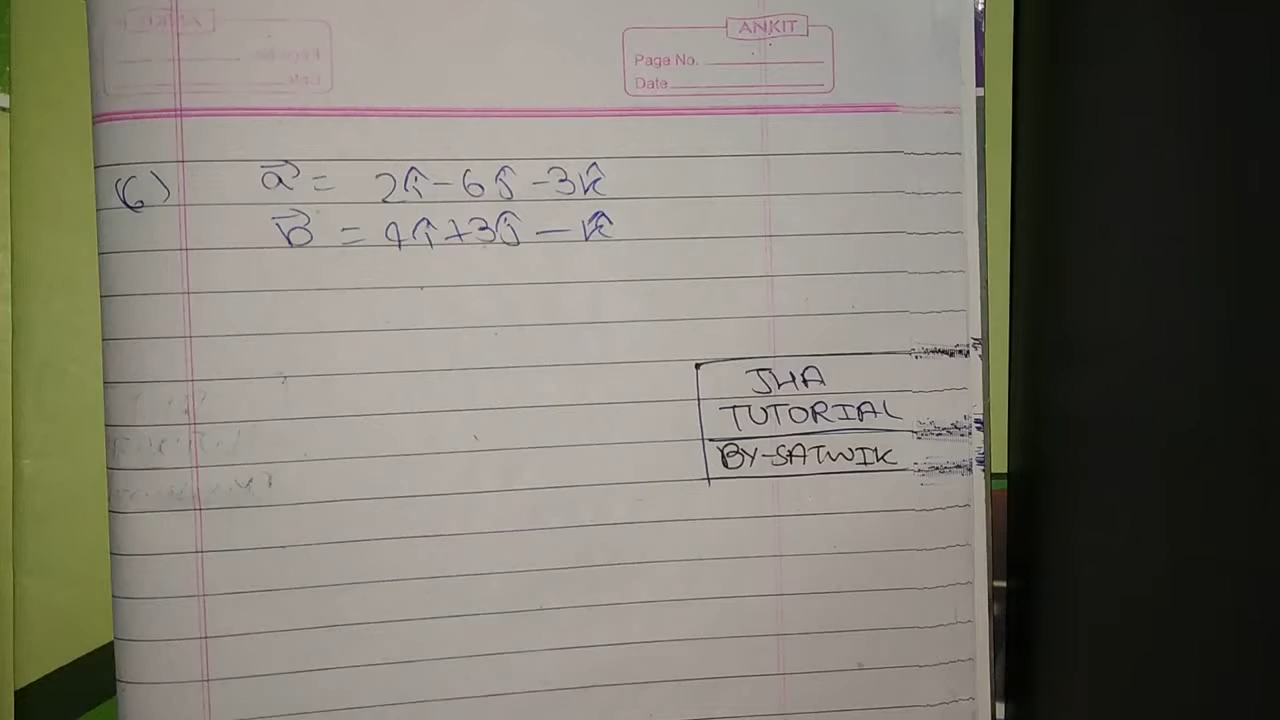 ANKIT
Page No.
Date
(6) a⃗ = 2î - 6ĵ - 3k̂
b⃗ = 4î + 3ĵ - k̂
JHA
TUTORIAL
BY-SATWIK